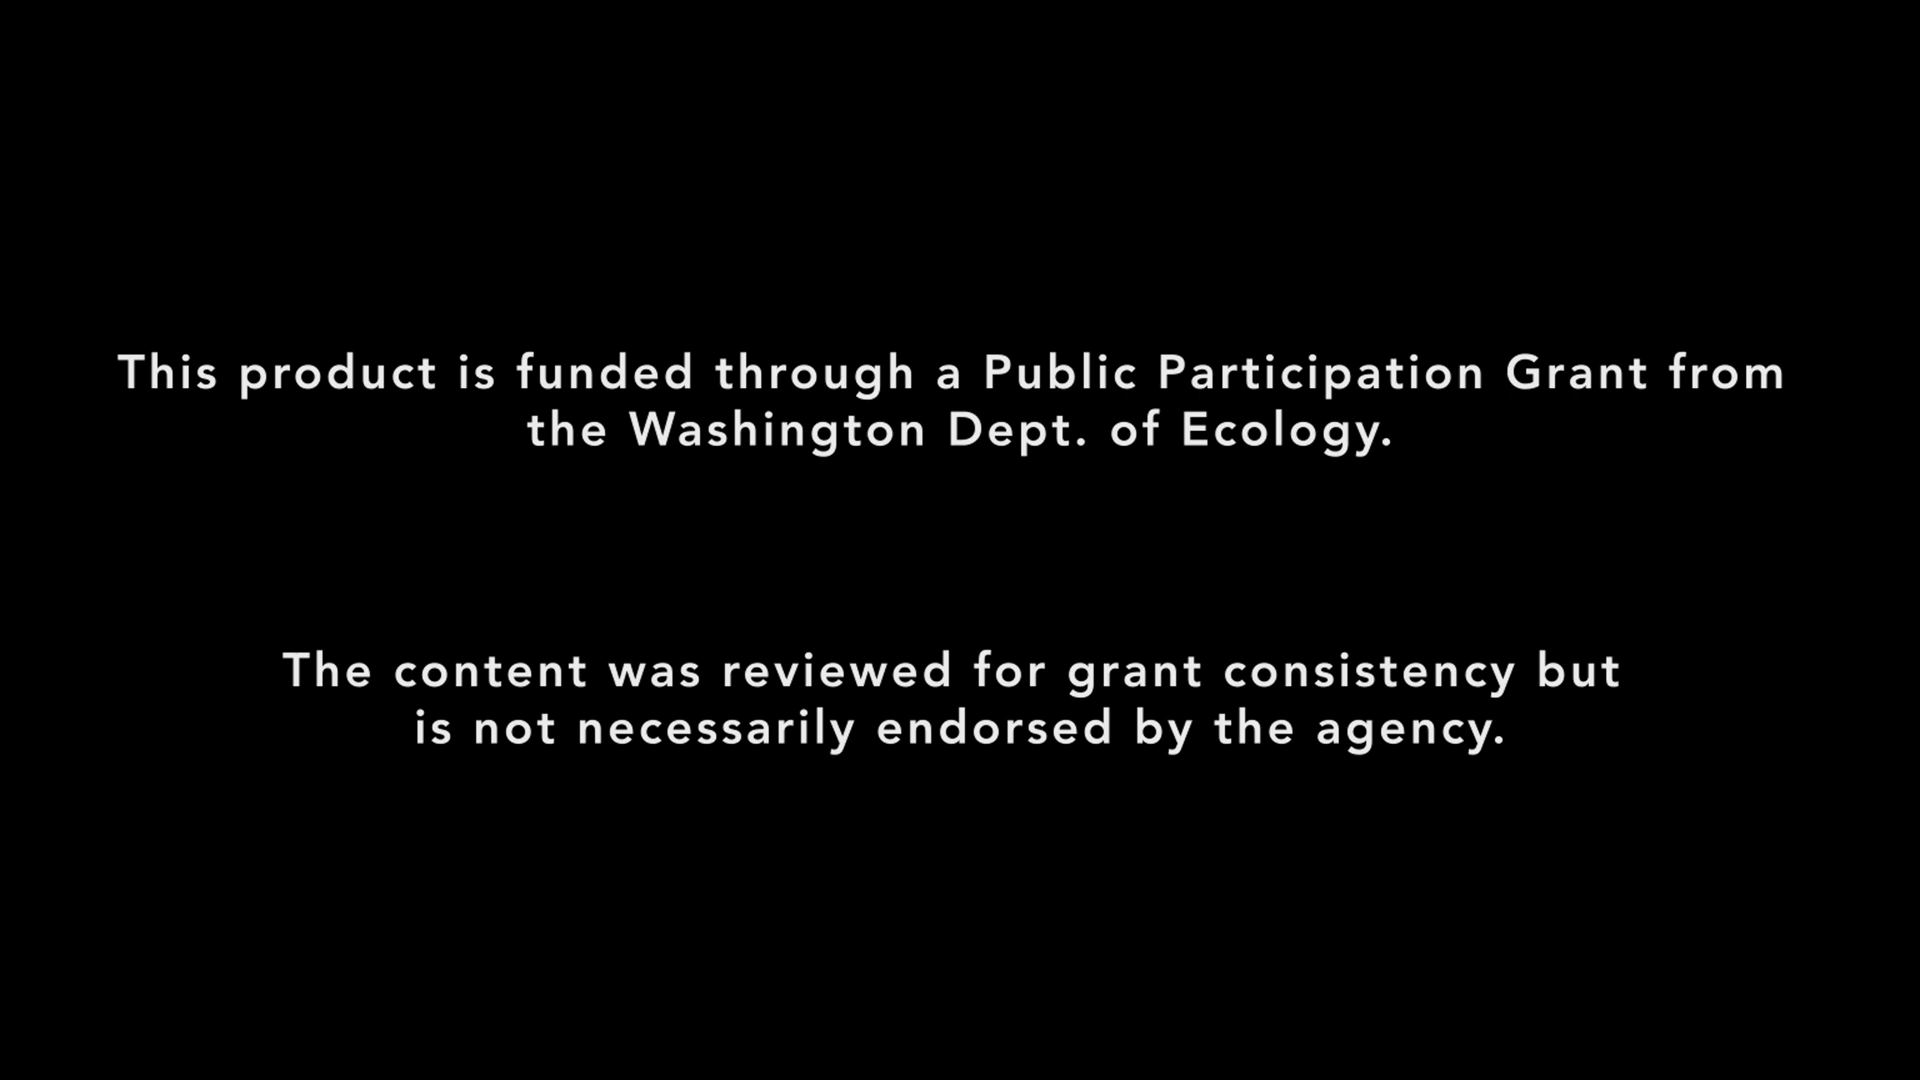 This product is funded through a Public Participation Grant from
the Washington Dept. of Ecology.
The content was reviewed for grant consistency but
is not necessarily endorsed by the agency.